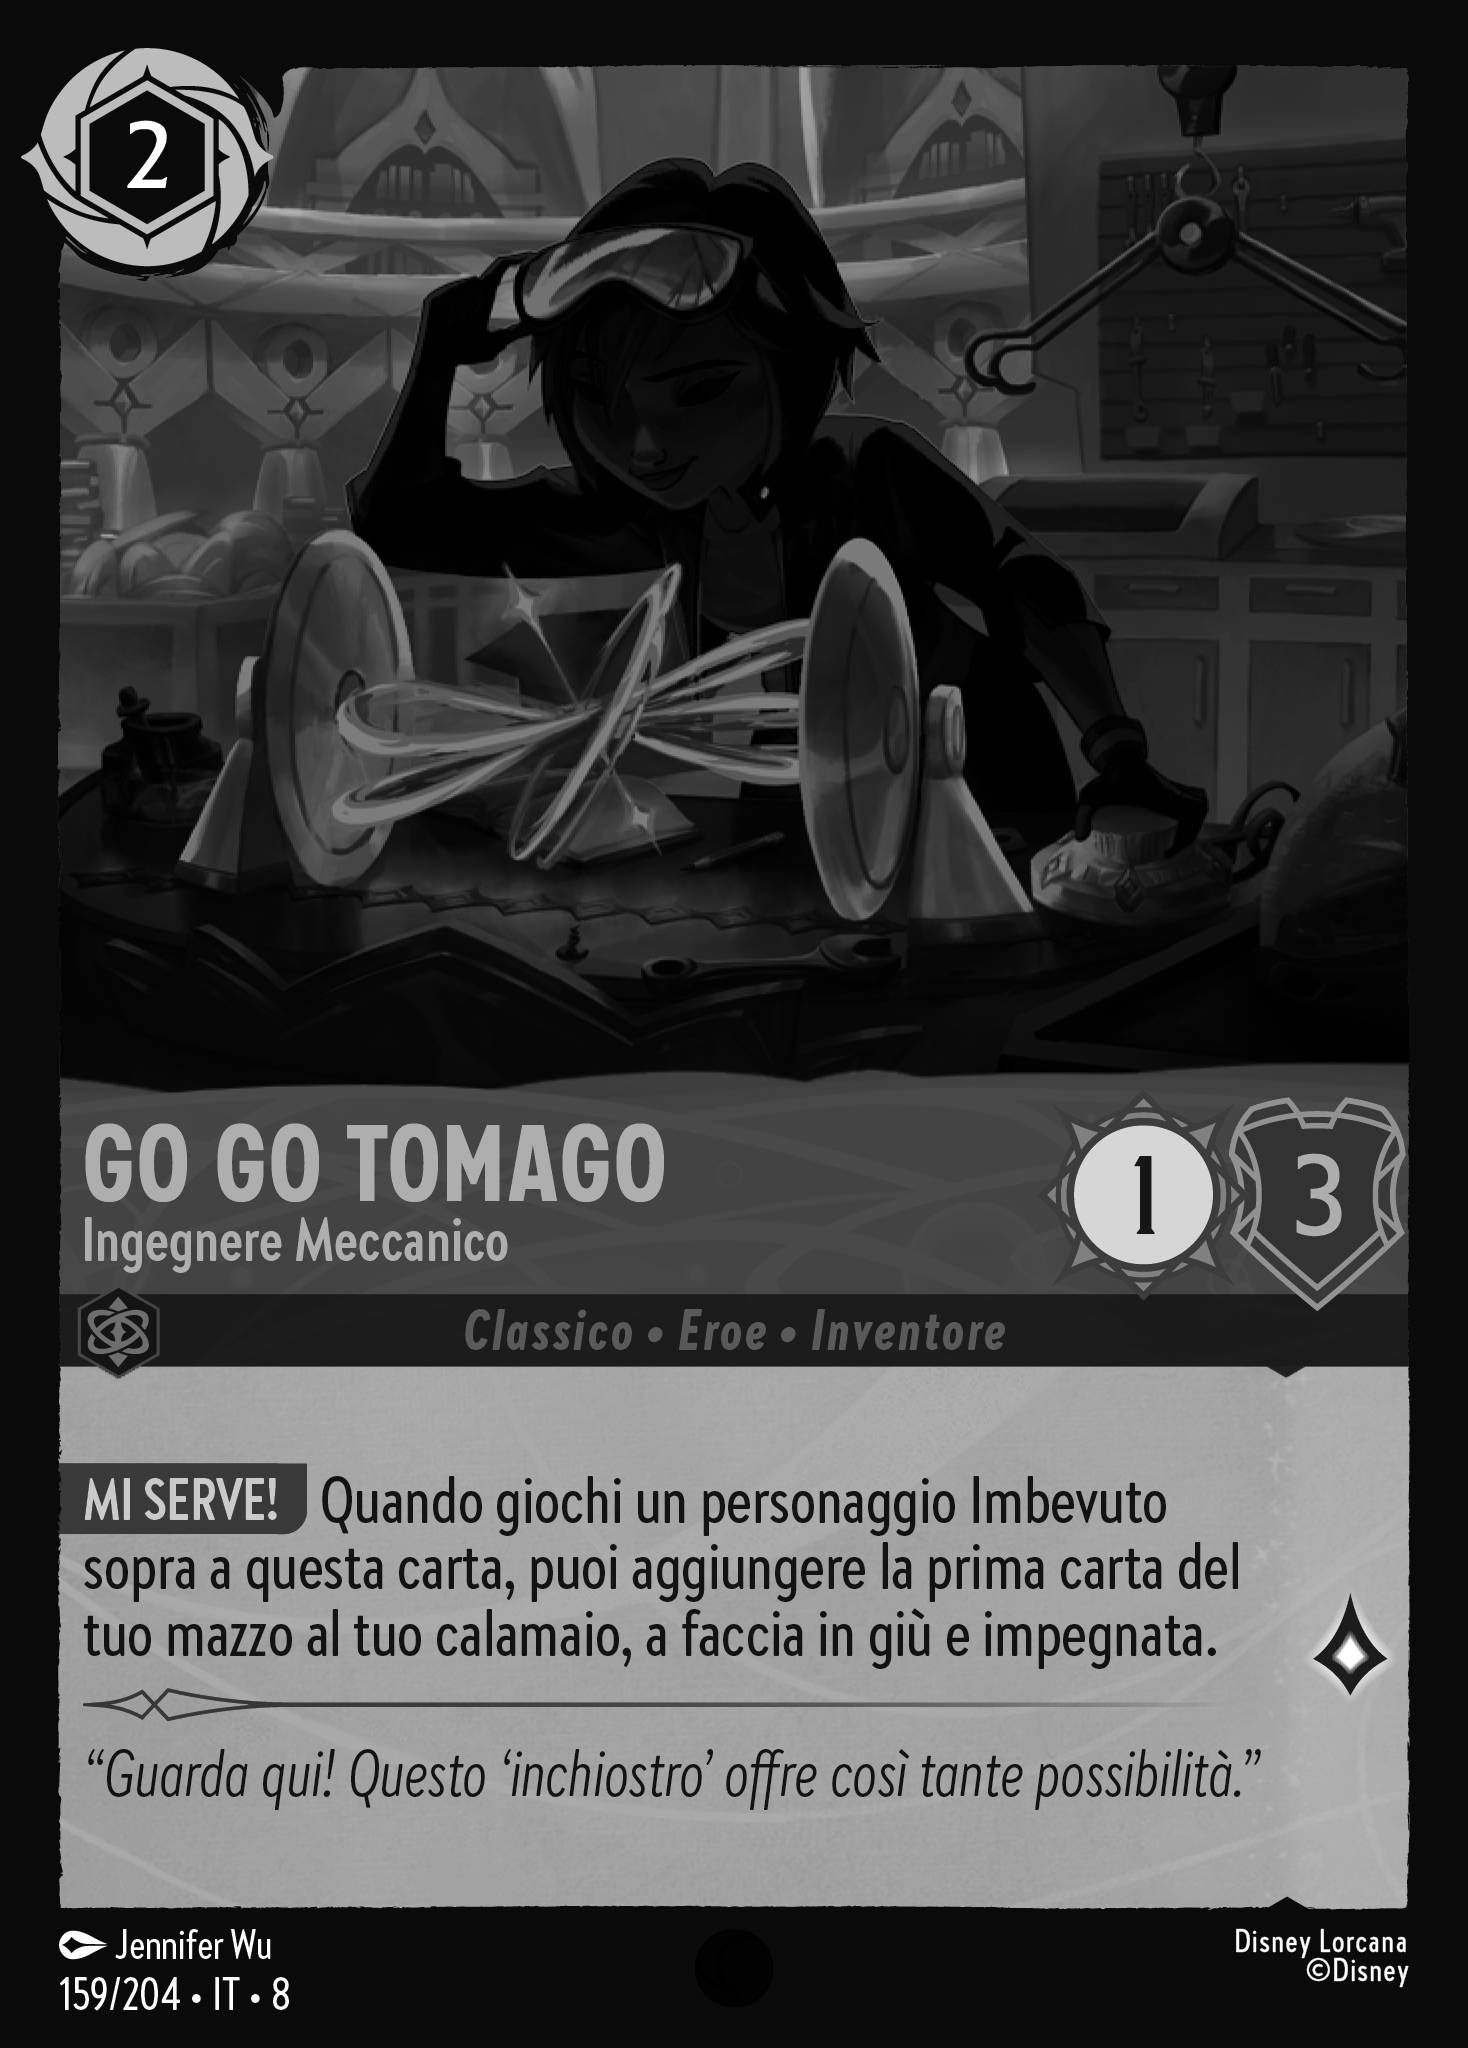 2
GO GO TOMAGO
Ingegnere Meccanico
1
3
Classico • Eroe • Inventore
MI SERVE! Quando giochi un personaggio Imbevuto
sopra a questa carta, puoi aggiungere la prima carta del
tuo mazzo al tuo calamaio, a faccia in giù e impegnata.
“Guarda qui! Questo ‘inchiostro’ offre così tante possibilità.”
Jennifer Wu
159/204 • IT • 8
Disney Lorcana
©Disney